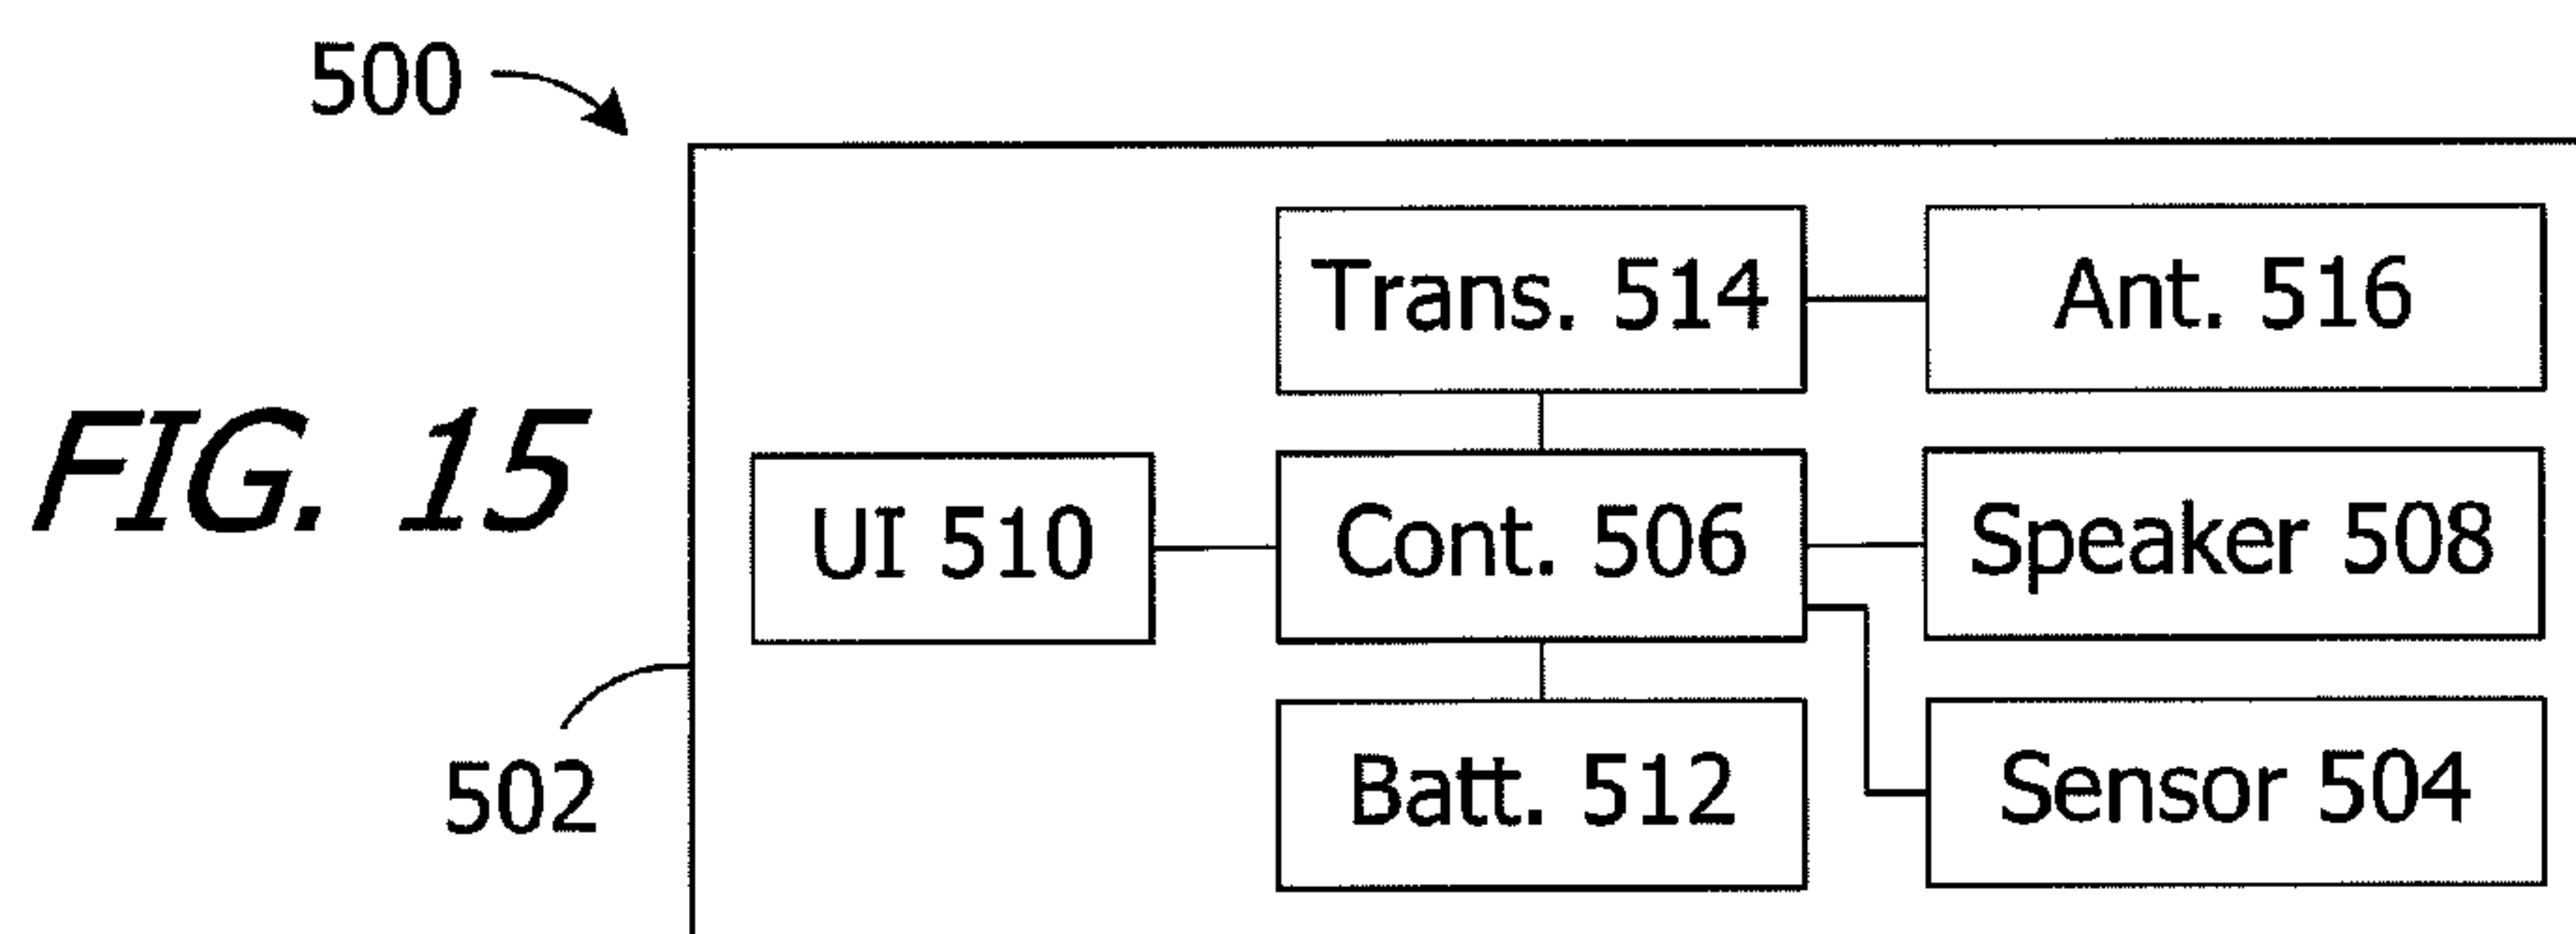 500
Trans. 514
Ant. 516
FIG. 15
UI 510
Cont. 506
Speaker 508
502
Batt. 512
Sensor 504